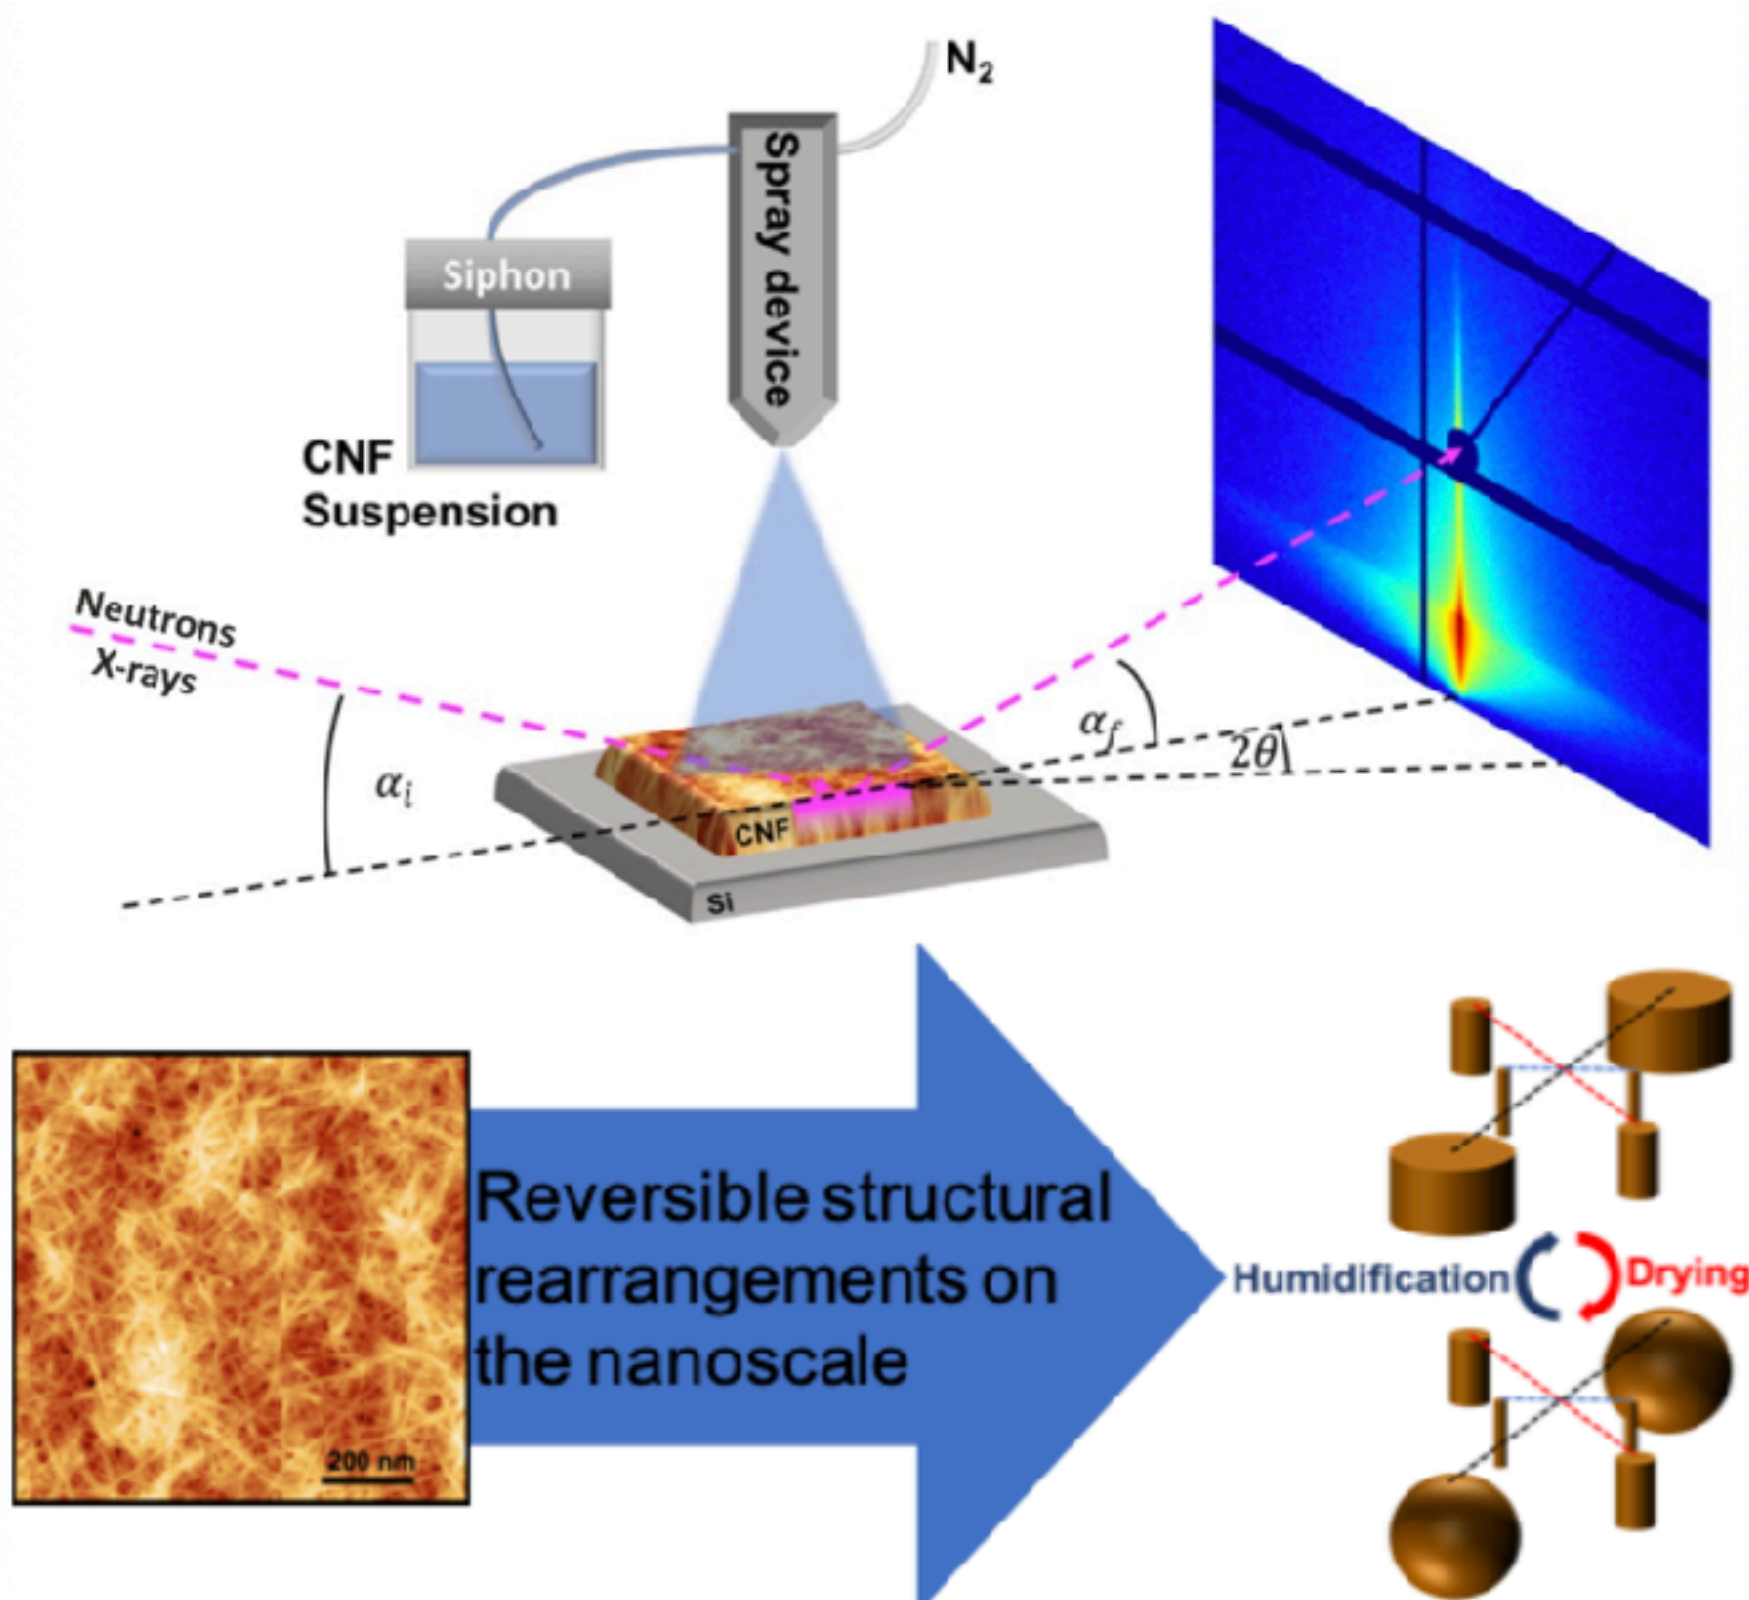 N₂
Spray device
Siphon
CNF
Suspension
Neutrons
X-rays
αᵢ
α_f
2θ
CNF
Si
Reversible structural
rearrangements on
the nanoscale
200 nm
Humidification
Drying